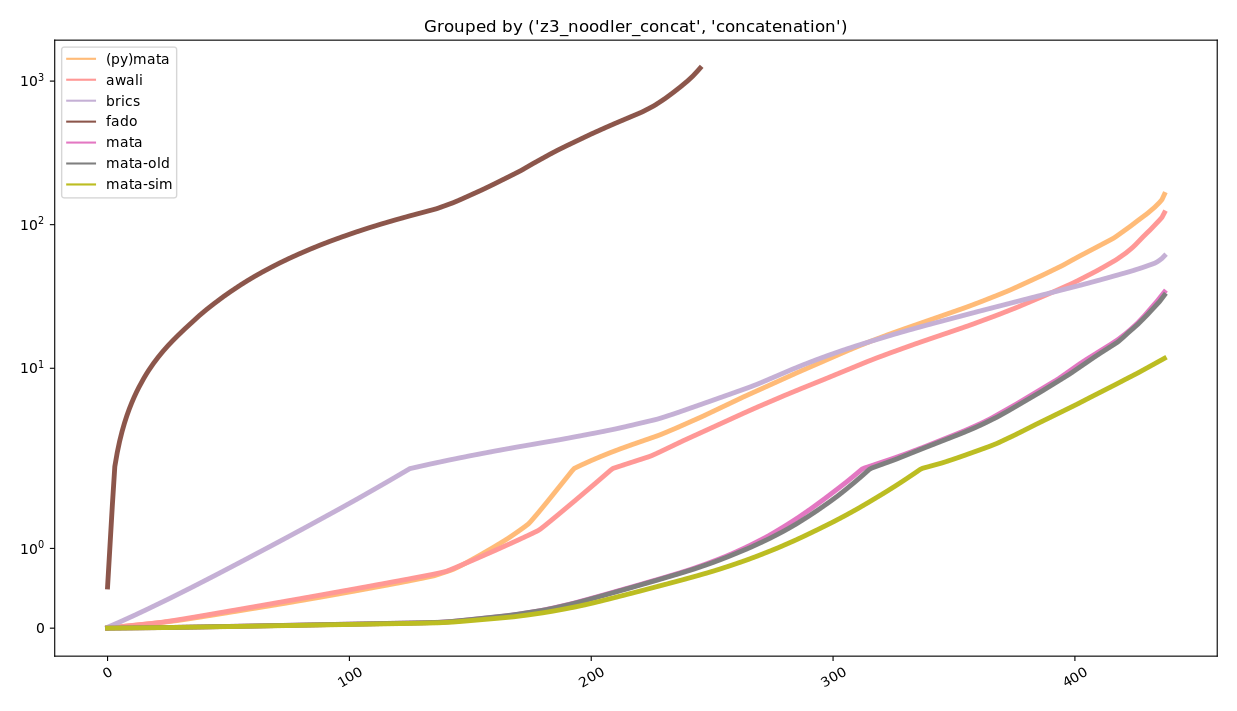 Grouped by ('z3_noodler_concat', 'concatenation')
(py)mata
awali
brics
fado
mata
mata-old
mata-sim
10³
10²
10¹
10⁰
0
0
100
200
300
400